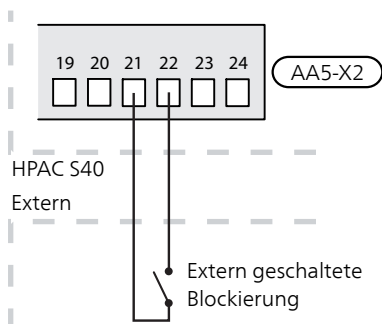 19 20 21 22 23 24
AA5-X2
HPAC S40
Extern
Extern geschaltete
Blockierung